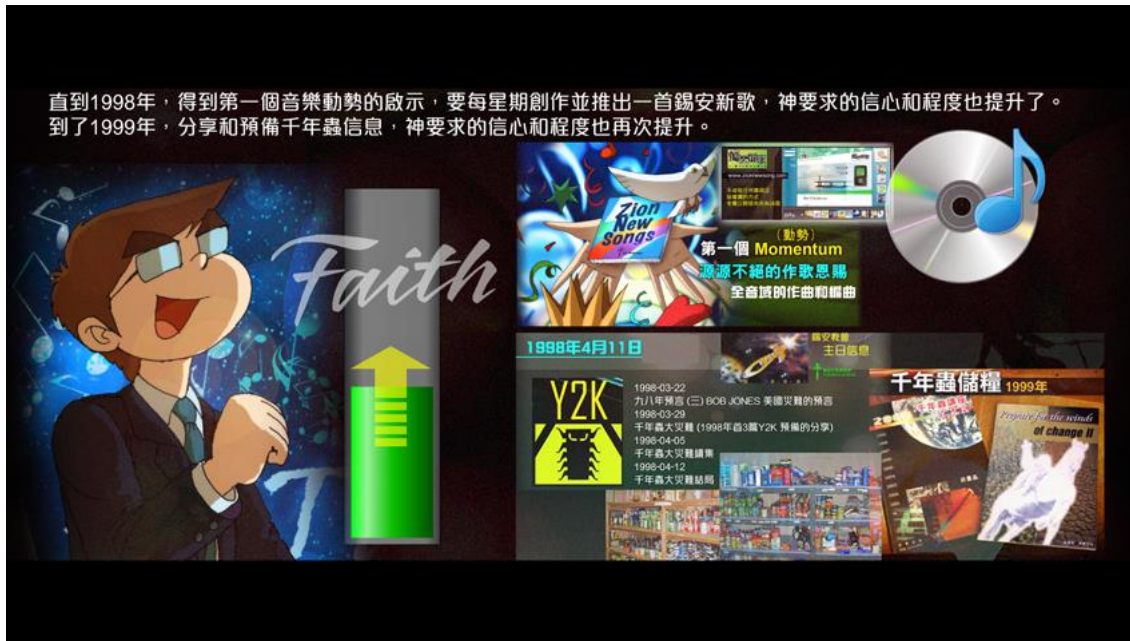 直到1998年，得到第一個音樂動勢的啟示，要每星期創作並推出一首錫安新歌，神要求的信心和程度也提升了。
到了1999年，分享和預備千年蟲信息，神要求的信心和程度也再次提升。
Faith
Zion
New
Songs
www.zionnewsong.com
(動勢)
第一個 Momentum
源源不絕的作歌恩賜
全音域的作曲和編曲
1998年4月11日
錫安教會
主日信息
Y2K
1998-03-22
九八年預言 (三) BOB JONES 美國災難的預言
1998-03-29
千年蟲大災難 (1998年首3篇Y2K 預備的分享)
1998-04-05
千年蟲大災難續集
1998-04-12
千年蟲大災難結局
千年蟲儲糧 1999年
千年蟲講座
Prepare for the winds
of change II